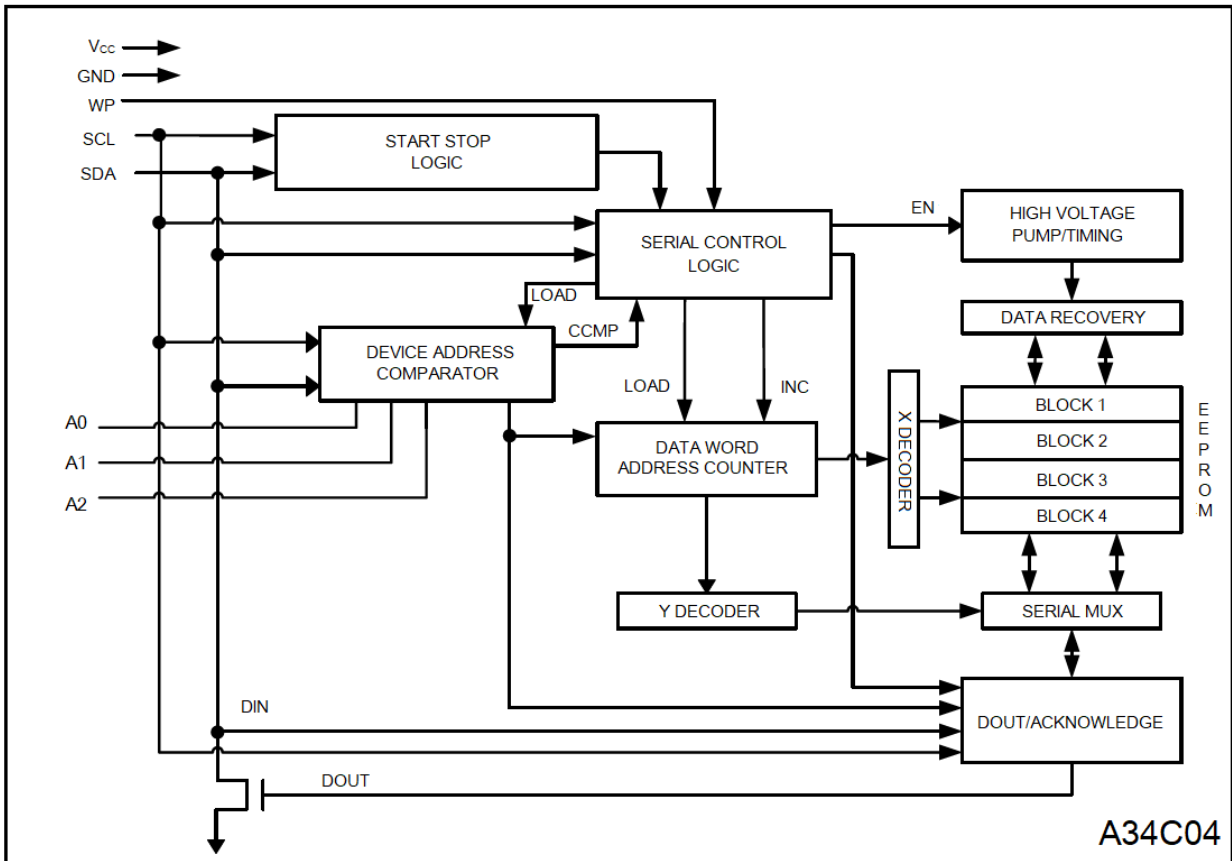 VCC
GND
WP
SCL
SDA
START STOP
LOGIC
EN
HIGH VOLTAGE
PUMP/TIMING
SERIAL CONTROL
LOGIC
LOAD
CCMP
DATA RECOVERY
DEVICE ADDRESS
COMPARATOR
LOAD
INC
A0
A1
A2
DATA WORD
ADDRESS COUNTER
X DECODER
BLOCK 1
BLOCK 2
BLOCK 3
BLOCK 4
EEPROM
Y DECODER
SERIAL MUX
DIN
DOUT/ACKNOWLEDGE
DOUT
A34C04